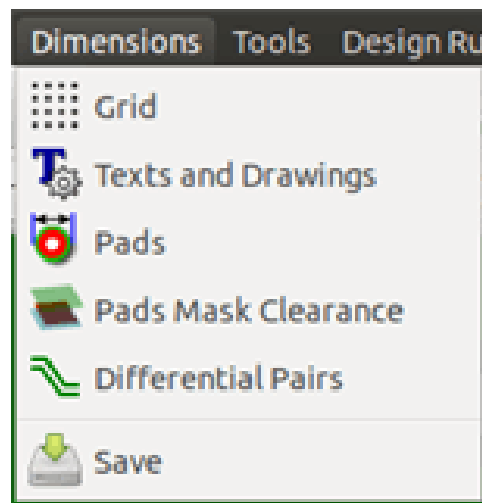 Dimensions Tools Design Ru
Grid
Texts and Drawings
Pads
Pads Mask Clearance
Differential Pairs
Save